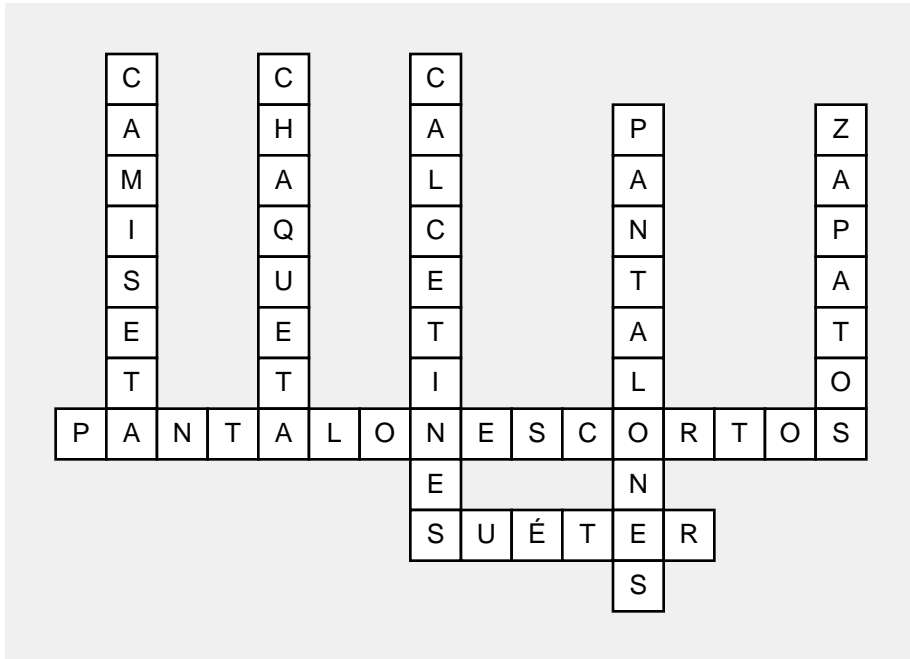 CAMISETA
CHAQUETA
CALCETINES
PANTALONES
ZAPATOS
PANTALONESCORTOS
SUÉTER